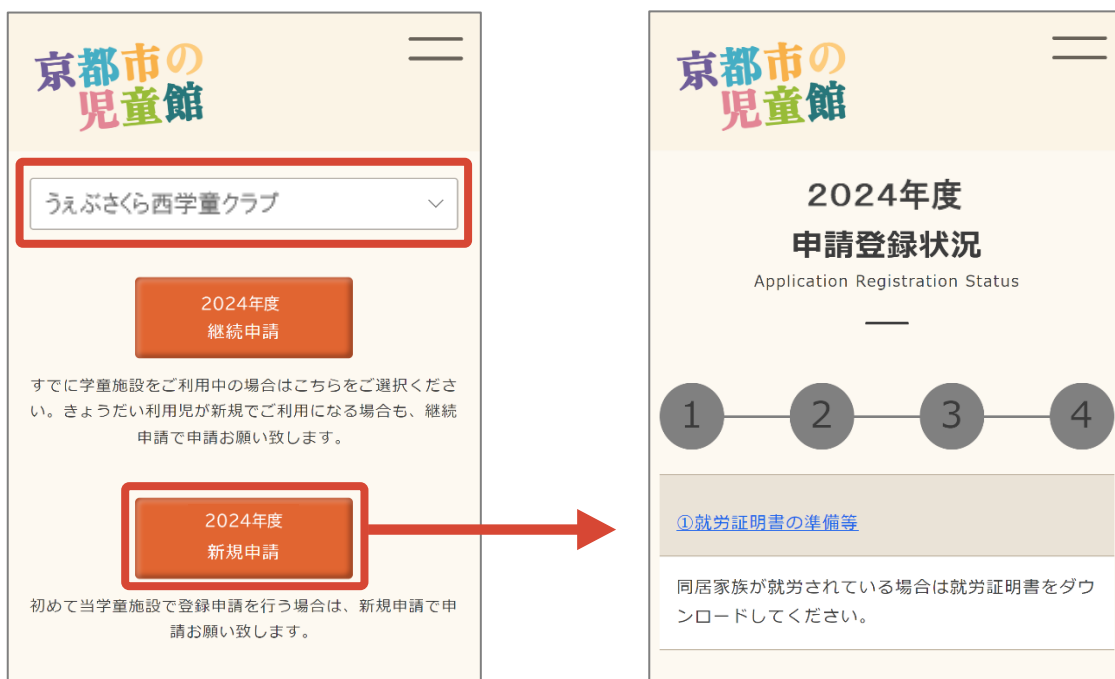 京都市の
児童館
うぇぶさくら西学童クラブ
2024年度
継続申請
すでに学童施設をご利用中の場合はこちらをご選択くださ
い。きょうだい利用児が新規でご利用になる場合も、継続
申請で申請お願い致します。
2024年度
新規申請
初めて当学童施設で登録申請を行う場合は、新規申請で申
請お願い致します。
京都市の
児童館
2024年度
申請登録状況
Application Registration Status
1 2 3 4
①就労証明書の準備等
同居家族が就労されている場合は就労証明書をダウ
ンロードしてください。